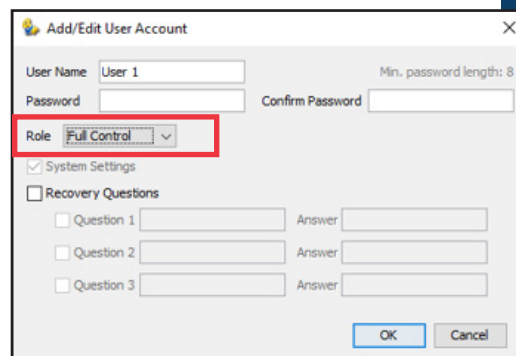 Add/Edit User Account
User Name User 1 Min. password length: 8
Password Confirm Password
Role Full Control
System Settings
Recovery Questions
Question 1 Answer
Question 2 Answer
Question 3 Answer
OK Cancel